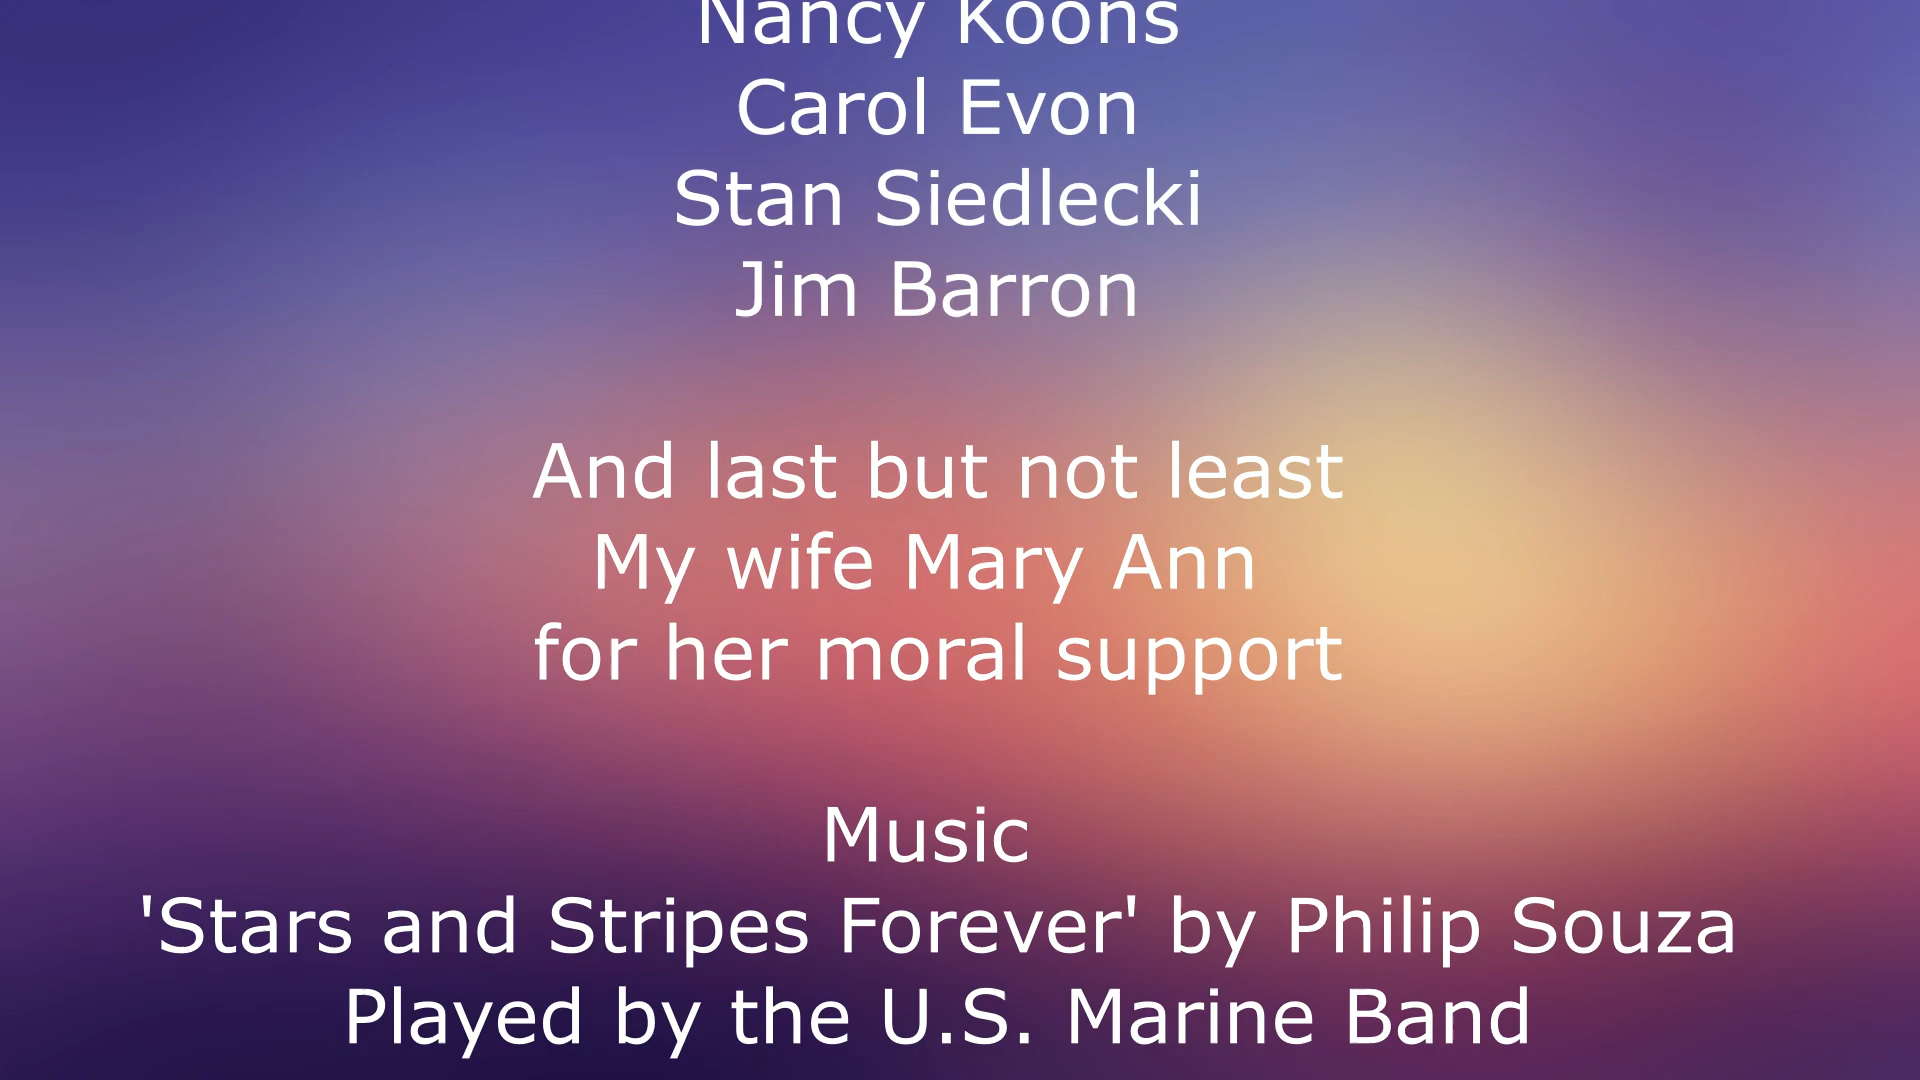 Nancy Koons
Carol Evon
Stan Siedlecki
Jim Barron
And last but not least
My wife Mary Ann
for her moral support
Music
'Stars and Stripes Forever' by Philip Souza
Played by the U.S. Marine Band